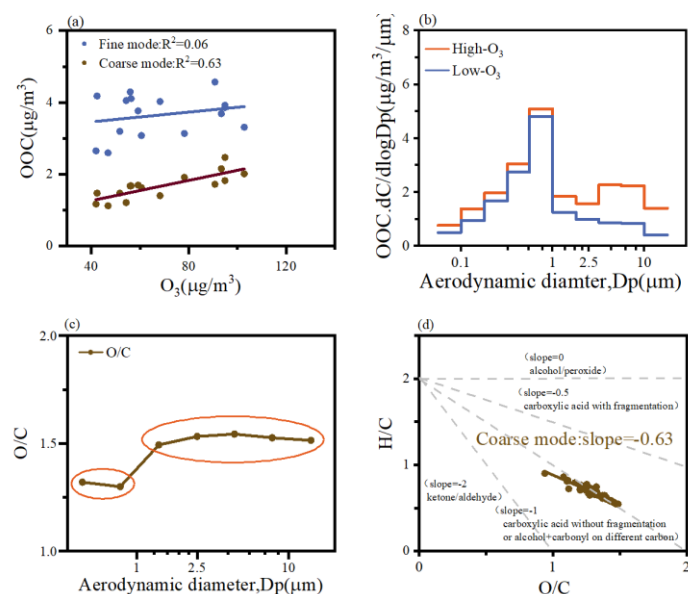 (a)
Fine mode:R²=0.06
Coarse mode:R²=0.63
OOC(μg/m³)
6
4
2
0
40
80
120
O₃(μg/m³)
(b)
High-O₃
Low-O₃
OOC.dC/dlogDp(μg/m³/μm)
8
6
4
2
0
0.1
1
2.5
10
Aerodynamic diamter,Dp(μm)
(c)
O/C
O/C
2.0
1.5
1.0
1
2.5
10
Aerodynamic diameter,Dp(μm)
(d)
(slope=0
alcohol/peroxide)
(slope=-0.5
carboxylic acid with fragmentation)
Coarse mode:slope=-0.63
(slope=-2
ketone/aldehyde)
(slope=-1
carboxylic acid without fragmentation
or alcohol+carbonyl on different carbon)
H/C
2
1
0
0
1
2
O/C